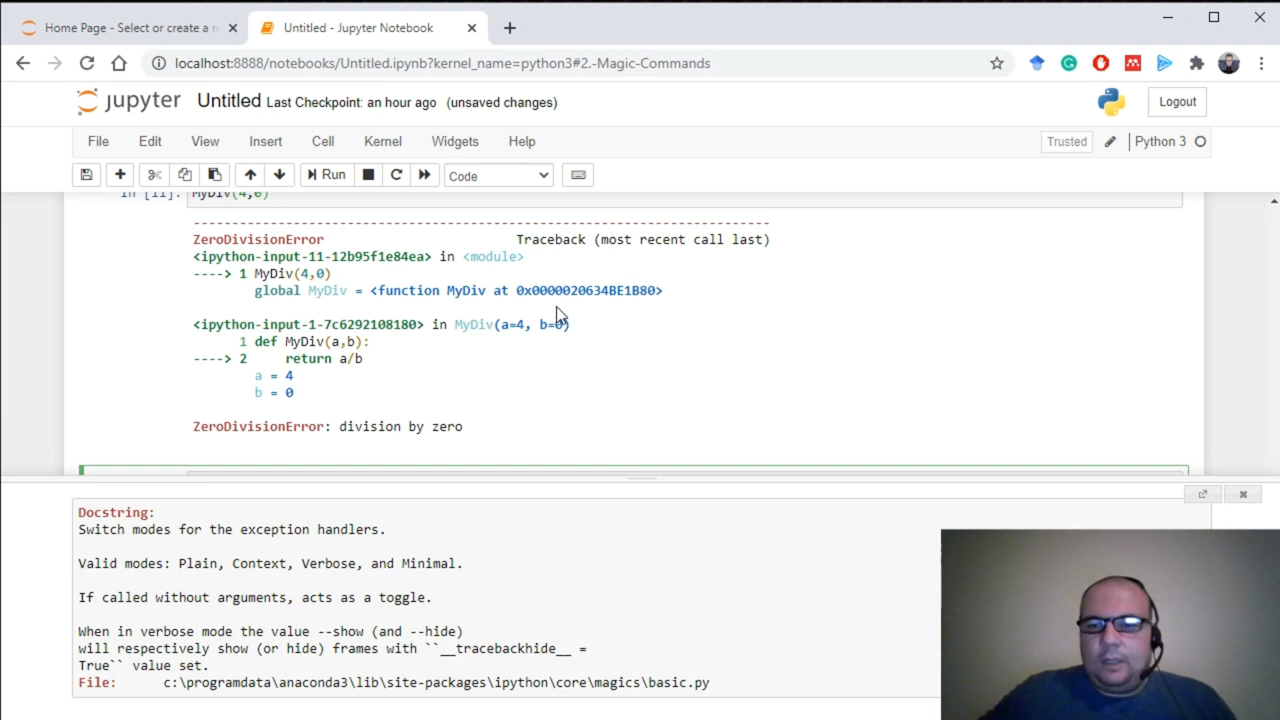 Home Page - Select or create a n
Untitled - Jupyter Notebook
localhost:8888/notebooks/Untitled.ipynb?kernel_name=python3#2.-Magic-Commands
jupyter Untitled Last Checkpoint: an hour ago (unsaved changes)
Logout
File Edit View Insert Cell Kernel Widgets Help
Trusted Python 3
Run Code
In [11]: MyDiv(4,0)
---------------------------------------------------------------------------
ZeroDivisionError Traceback (most recent call last)
<ipython-input-11-12b95f1e84ea> in <module>
----> 1 MyDiv(4,0)
global MyDiv = <function MyDiv at 0x0000020634BE1B80>
<ipython-input-1-7c6292108180> in MyDiv(a=4, b=0)
1 def MyDiv(a,b):
----> 2 return a/b
a = 4
b = 0
ZeroDivisionError: division by zero
Docstring:
Switch modes for the exception handlers.
Valid modes: Plain, Context, Verbose, and Minimal.
If called without arguments, acts as a toggle.
When in verbose mode the value --show (and --hide)
will respectively show (or hide) frames with ``__tracebackhide__ =
True`` value set.
File: c:\programdata\anaconda3\lib\site-packages\ipython\core\magics\basic.py